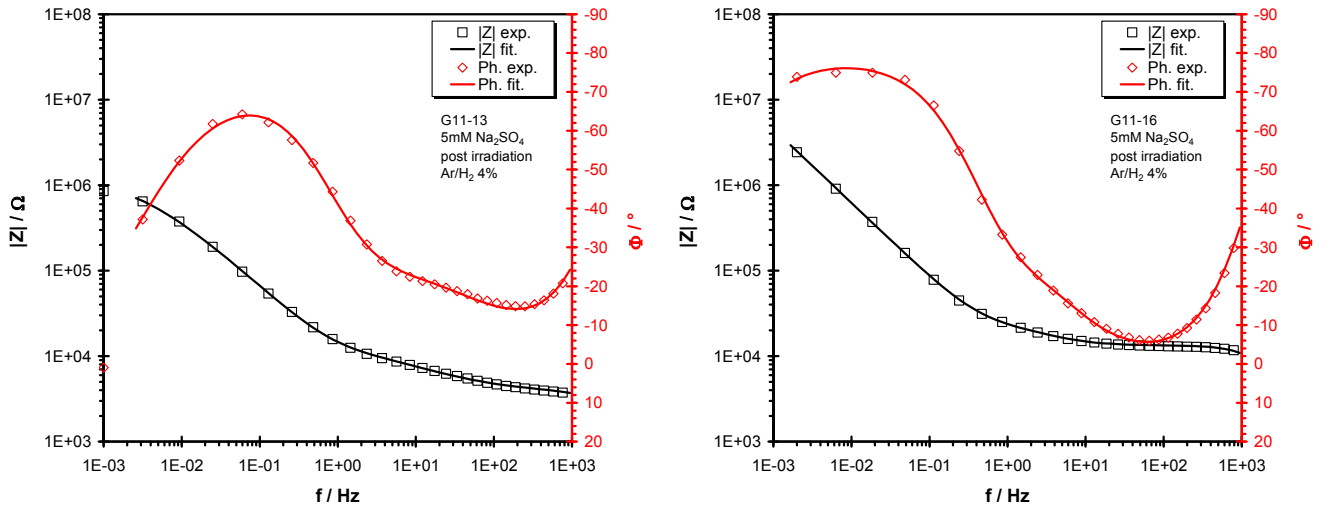 1E+08
1E+07
1E+06
1E+05
1E+04
1E+03
|Z| / Ω
|Z| exp.
|Z| fit.
Ph. exp.
Ph. fit.
G11-13
5mM Na₂SO₄
post irradiation
Ar/H₂ 4%
-90
-80
-70
-60
-50
-40
-30
-20
-10
0
10
20
Φ / °
1E-03 1E-02 1E-01 1E+00 1E+01 1E+02 1E+03
f / Hz
1E+08
1E+07
1E+06
1E+05
1E+04
1E+03
|Z| / Ω
|Z| exp.
|Z| fit.
Ph. exp.
Ph. fit.
G11-16
5mM Na₂SO₄
post irradiation
Ar/H₂ 4%
-90
-80
-70
-60
-50
-40
-30
-20
-10
0
10
20
Φ / °
1E-03 1E-02 1E-01 1E+00 1E+01 1E+02 1E+03
f / Hz